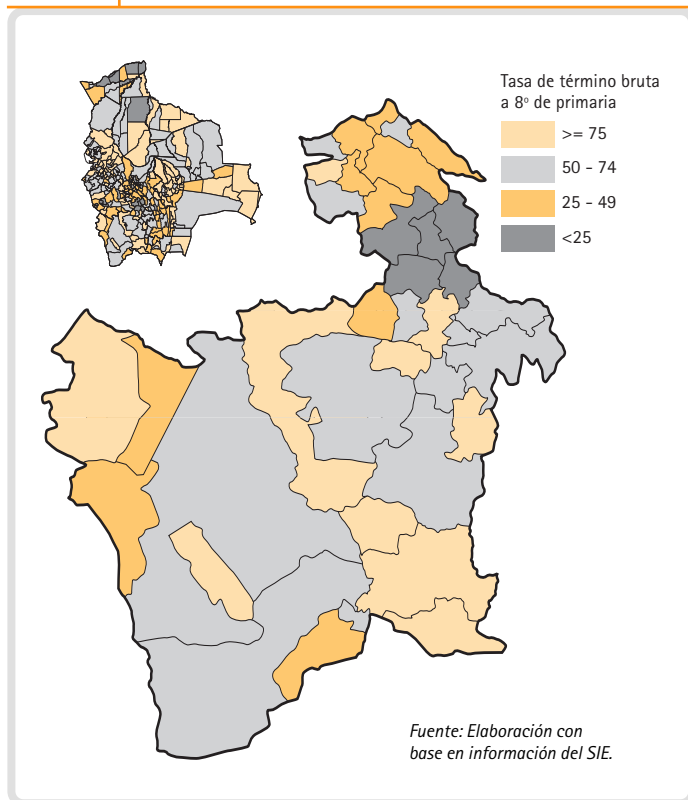 Tasa de término bruta
a 8º de primaria
>= 75
50 - 74
25 - 49
<25
Fuente: Elaboración con
base en información del SIE.